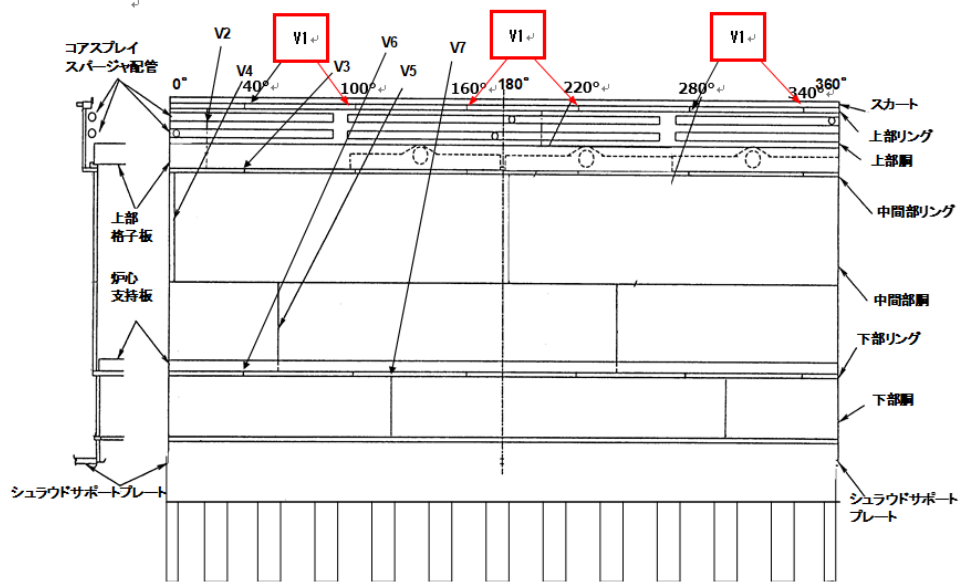 ↵
V1↵
V1↵
V1↵
コアスプレイ
スパージャ配管
V2
V6
V7
V4
V3
V5
0°
40°↵
100°↵
160°↵
180°
220°↵
280°↵
340°↵
360°
スカート
上部リング
上部胴
中間部リング
上部
格子板
炉心
支持板
中間部胴
下部リング
下部胴
シュラウドサポートプレート
シュラウドサポート
プレート